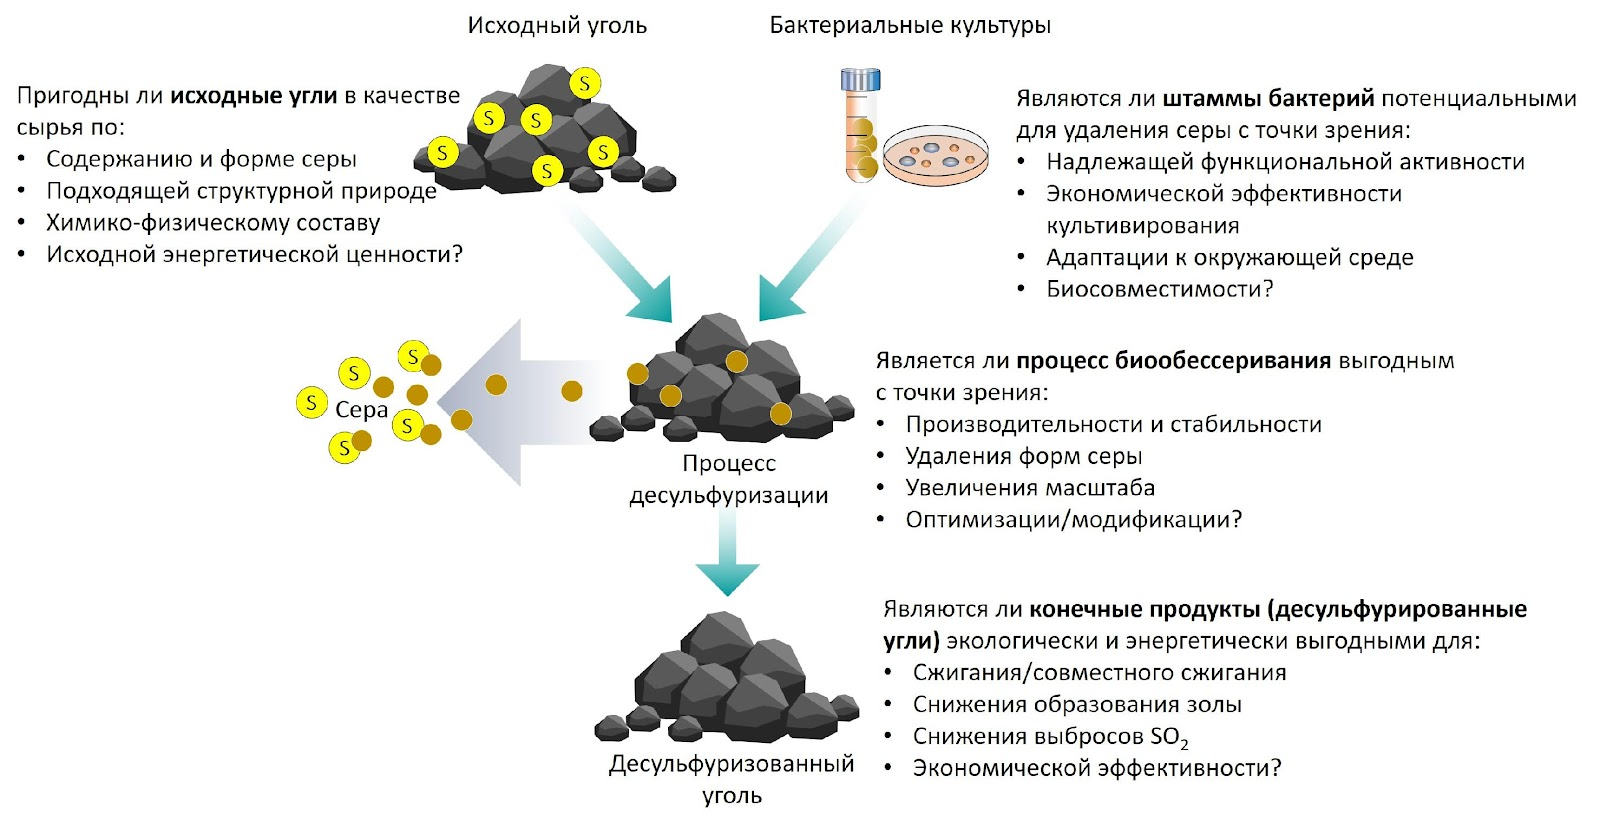 Исходный уголь
Бактериальные культуры
Пригодны ли исходные угли в качестве
сырья по:
• Содержанию и форме серы
• Подходящей структурной природе
• Химико-физическому составу
• Исходной энергетической ценности?
S
S
S
S
S
S
Являются ли штаммы бактерий потенциальными
для удаления серы с точки зрения:
• Надлежащей функциональной активности
• Экономической эффективности
культивирования
• Адаптации к окружающей среде
• Биосовместимости?
S
S
S
Сера
S
S
Процесс
десульфуризации
Является ли процесс биообессеривания выгодным
с точки зрения:
• Производительности и стабильности
• Удаления форм серы
• Увеличения масштаба
• Оптимизации/модификации?
Десульфуризованный
уголь
Являются ли конечные продукты (десульфурированные
угли) экологически и энергетически выгодными для:
• Сжигания/совместного сжигания
• Снижения образования золы
• Снижения выбросов SO₂
• Экономической эффективности?